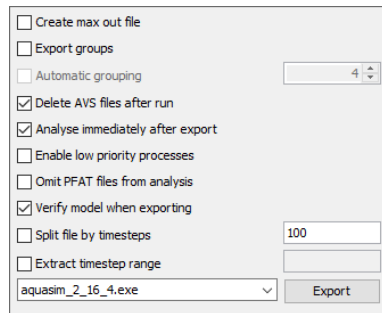 Create max out file
Export groups
Automatic grouping 4
Delete AVS files after run
Analyse immediately after export
Enable low priority processes
Omit PFAT files from analysis
Verify model when exporting
Split file by timesteps 100
Extract timestep range
aquasim_2_16_4.exe Export